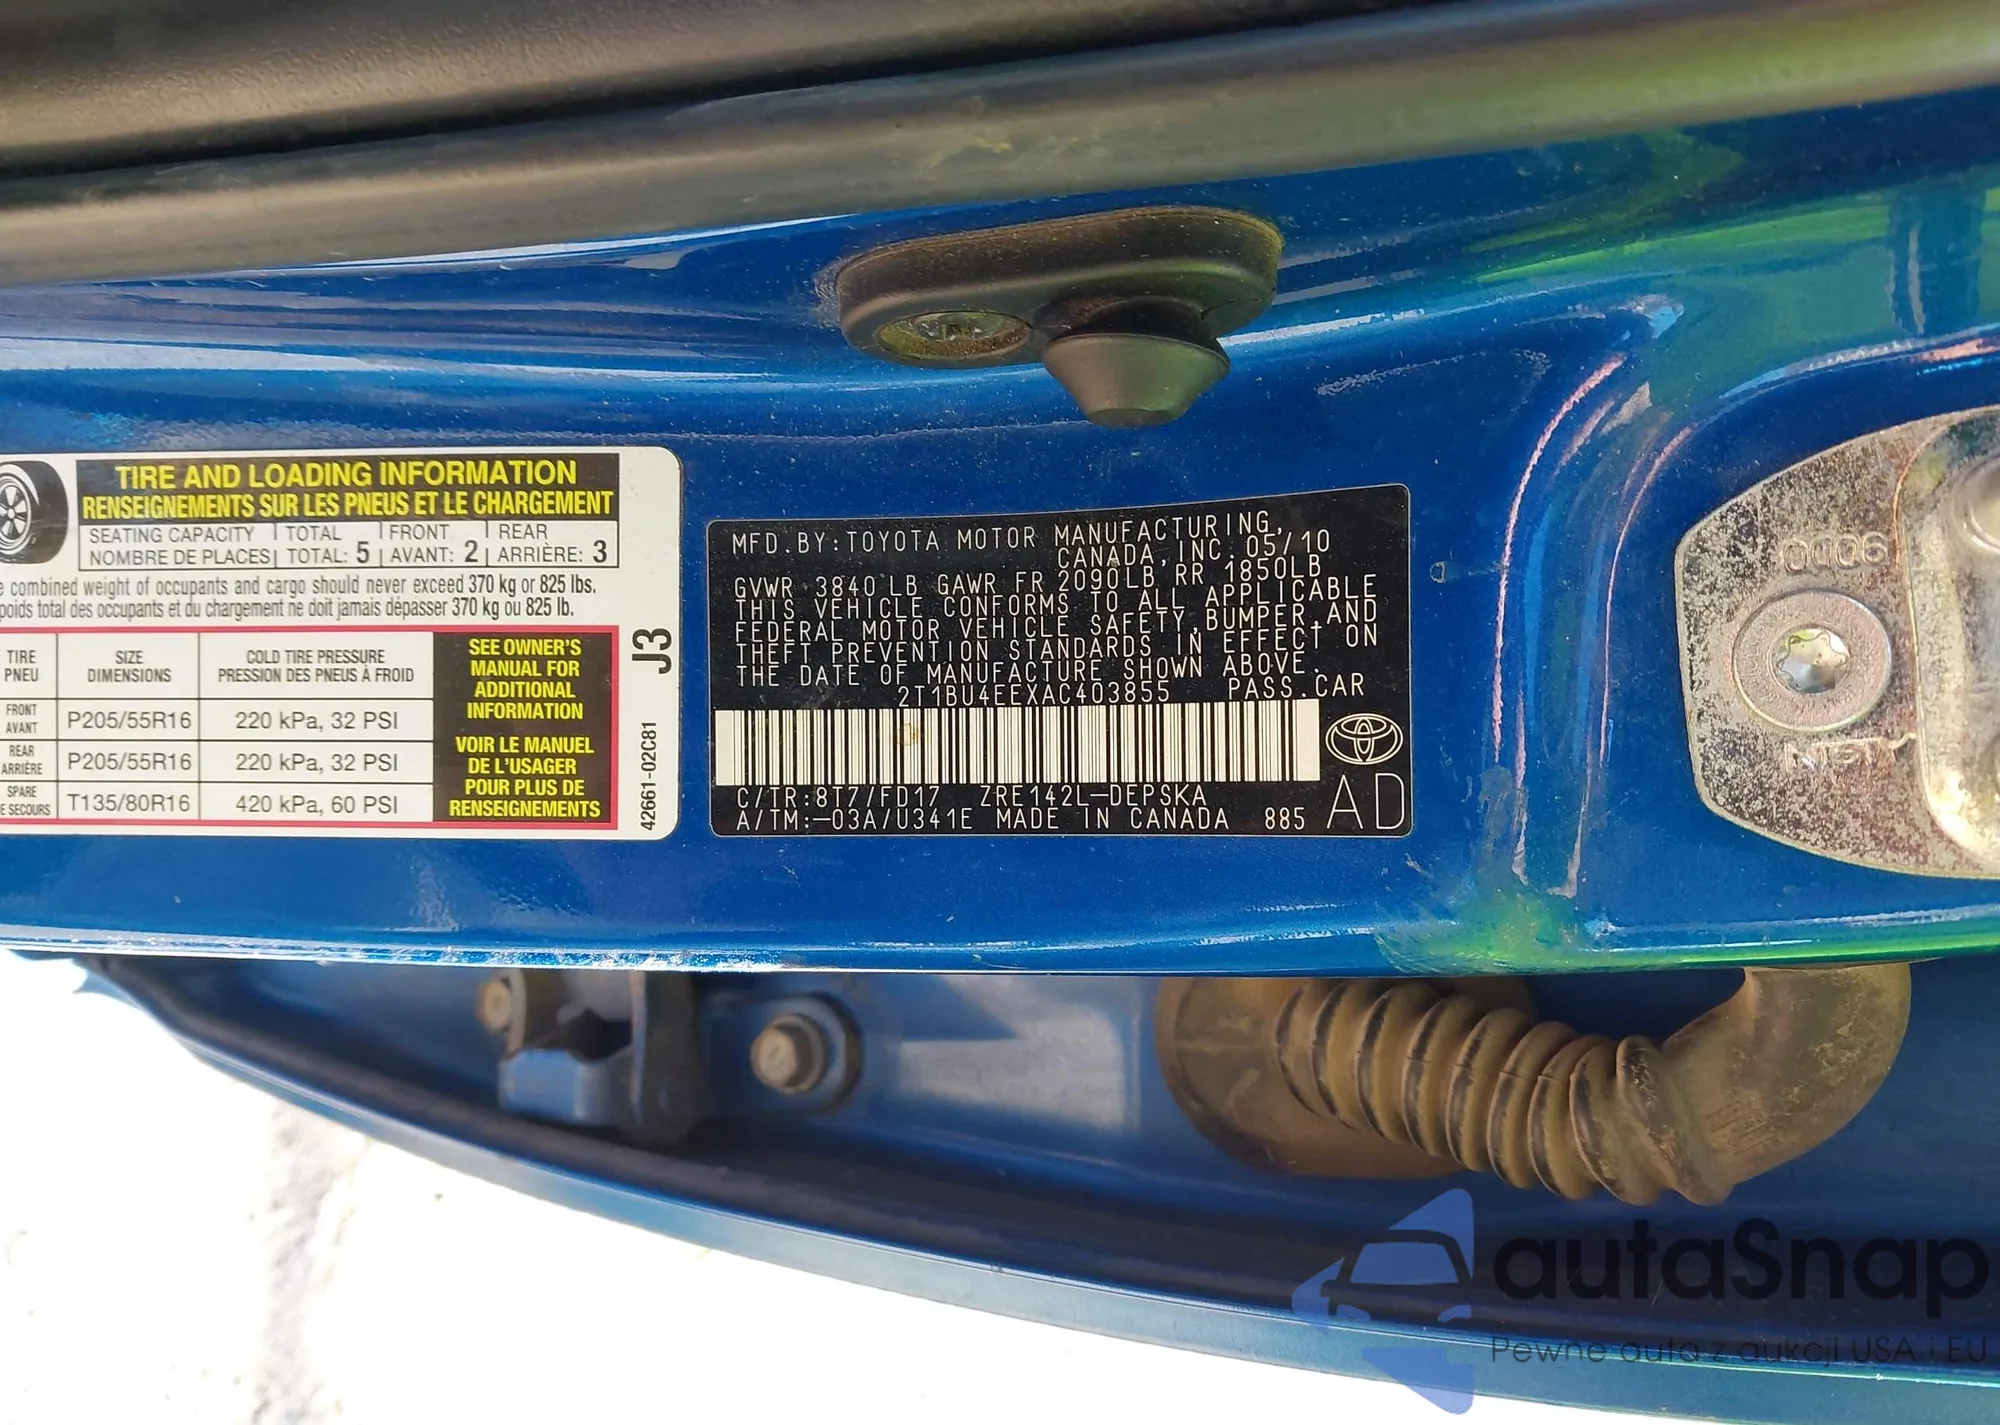 TIRE AND LOADING INFORMATION
RENSEIGNEMENTS SUR LES PNEUS ET LE CHARGEMENT
SEATING CAPACITY TOTAL FRONT REAR
NOMBRE DE PLACES TOTAL: 5 AVANT: 2 ARRIÈRE: 3
combined weight of occupants and cargo should never exceed 370 kg or 825 lbs.
poids total des occupants et du chargement ne doit jamais dépasser 370 kg ou 825 lb.
TIRE SIZE COLD TIRE PRESSURE
PNEU DIMENSIONS PRESSION DES PNEUS À FROID
FRONT
AVANT P205/55R16 220 kPa, 32 PSI
REAR
ARRIÈRE P205/55R16 220 kPa, 32 PSI
SPARE
DE SECOURS T135/80R16 420 kPa, 60 PSI
SEE OWNER'S
MANUAL FOR
ADDITIONAL
INFORMATION
VOIR LE MANUEL
DE L'USAGER
POUR PLUS DE
RENSEIGNEMENTS
J3
42661-02C81
MFD.BY:TOYOTA MOTOR MANUFACTURING,
CANADA, INC. 05/10
GVWR 3840 LB GAWR FR 2090LB RR 1850LB
THIS VEHICLE CONFORMS TO ALL APPLICABLE
FEDERAL MOTOR VEHICLE SAFETY, BUMPER, AND
THEFT PREVENTION STANDARDS IN EFFECT ON
THE DATE OF MANUFACTURE SHOWN ABOVE.
2T1BU4EEXAC403855 PASS.CAR
C/TR:8T7/FD17 ZRE142L-DEPSKA
A/TM:-03A/U341E MADE IN CANADA 885 AD
autaSnap
Pewne auta z aukcji USA i EU